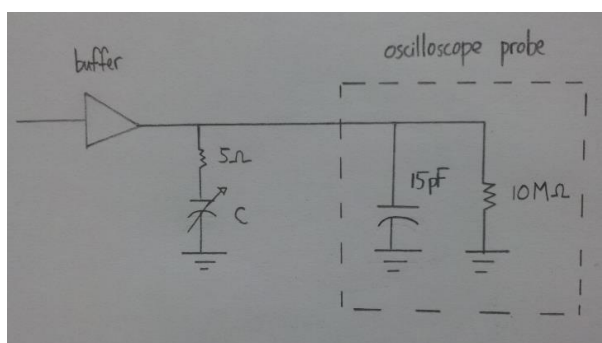 oscilloscope probe
buffer
5Ω
15pF
10MΩ
C